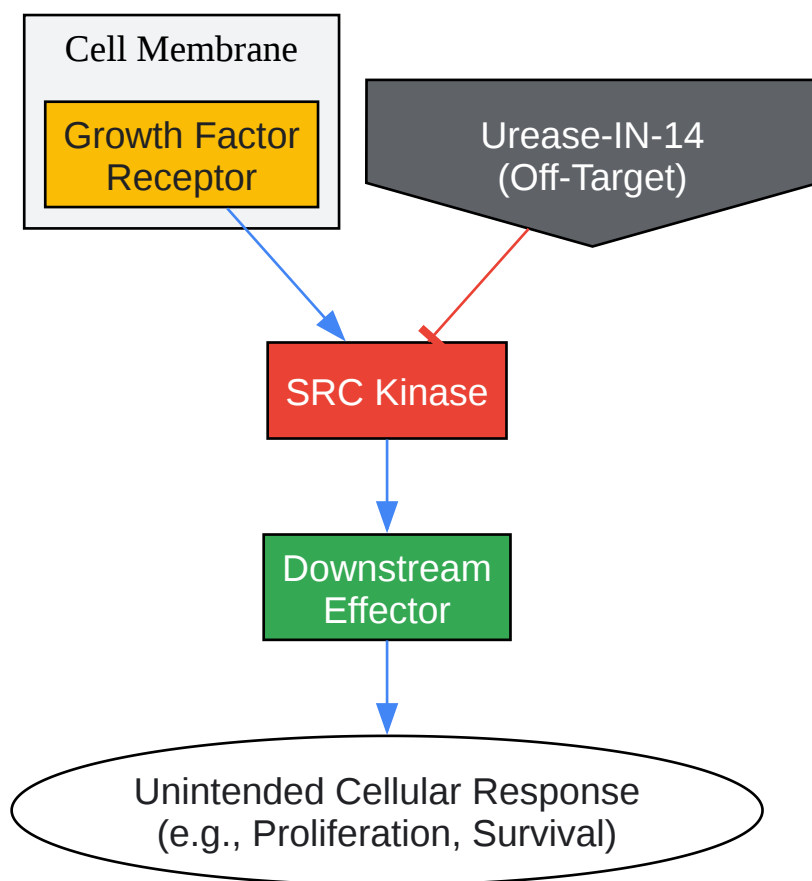 Cell Membrane
Growth Factor
Receptor
Urease-IN-14
(Off-Target)
SRC Kinase
Downstream
Effector
Unintended Cellular Response
(e.g., Proliferation, Survival)